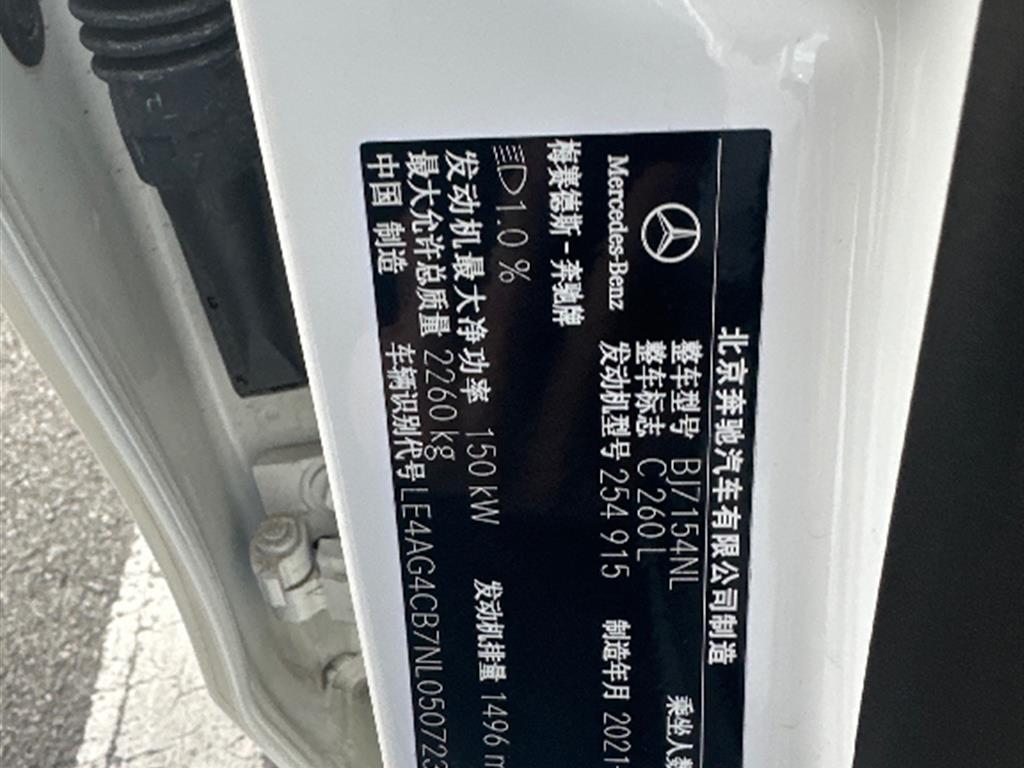 北京奔驰汽车有限公司制造
Mercedes-Benz
梅赛德斯-奔驰牌
整车型号 BJ7154NL
乘坐人数
整车标志 C 260 L
发动机型号 254 915
制造年月 2021
1.0 %
发动机最大净功率 150 kW
发动机排量 1496 m
最大允许总质量 2260 kg
中国 制造
车辆识别代号 LE4AG4CB7NL050723